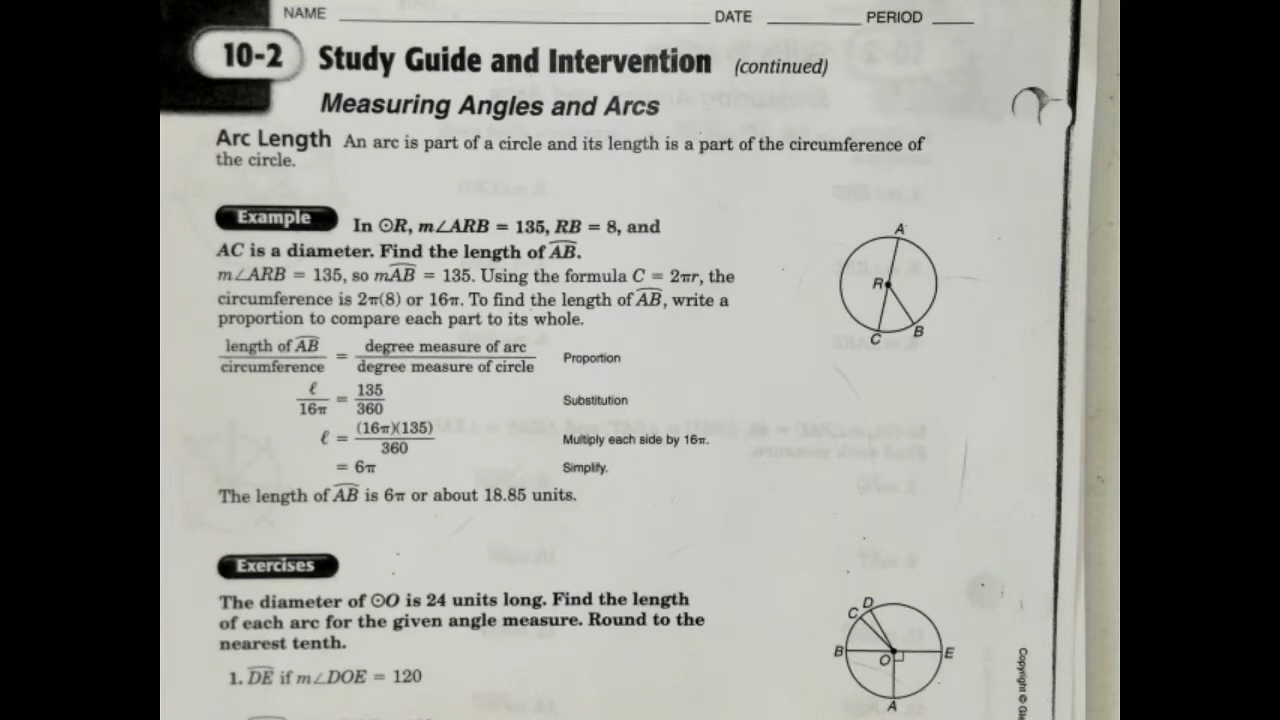 NAME ____ DATE ____ PERIOD ____
10-2 Study Guide and Intervention (continued)
Measuring Angles and Arcs
Arc Length An arc is part of a circle and its length is a part of the circumference of
the circle.
Example In ⊙R, m∠ARB = 135, RB = 8, and
AC is a diameter. Find the length of A͡B.
m∠ARB = 135, so mA͡B = 135. Using the formula C = 2πr, the
circumference is 2π(8) or 16π. To find the length of A͡B, write a
proportion to compare each part to its whole.
A
R
C
B
length of A͡B / circumference = degree measure of arc / degree measure of circle Proportion
ℓ / 16π = 135 / 360 Substitution
ℓ = (16π)(135) / 360 Multiply each side by 16π.
= 6π Simplify.
The length of A͡B is 6π or about 18.85 units.
Exercises
The diameter of ⊙O is 24 units long. Find the length
of each arc for the given angle measure. Round to the
nearest tenth.
1. D͡E if m∠DOE = 120
D
C
B
O
E
A
Copyright ©